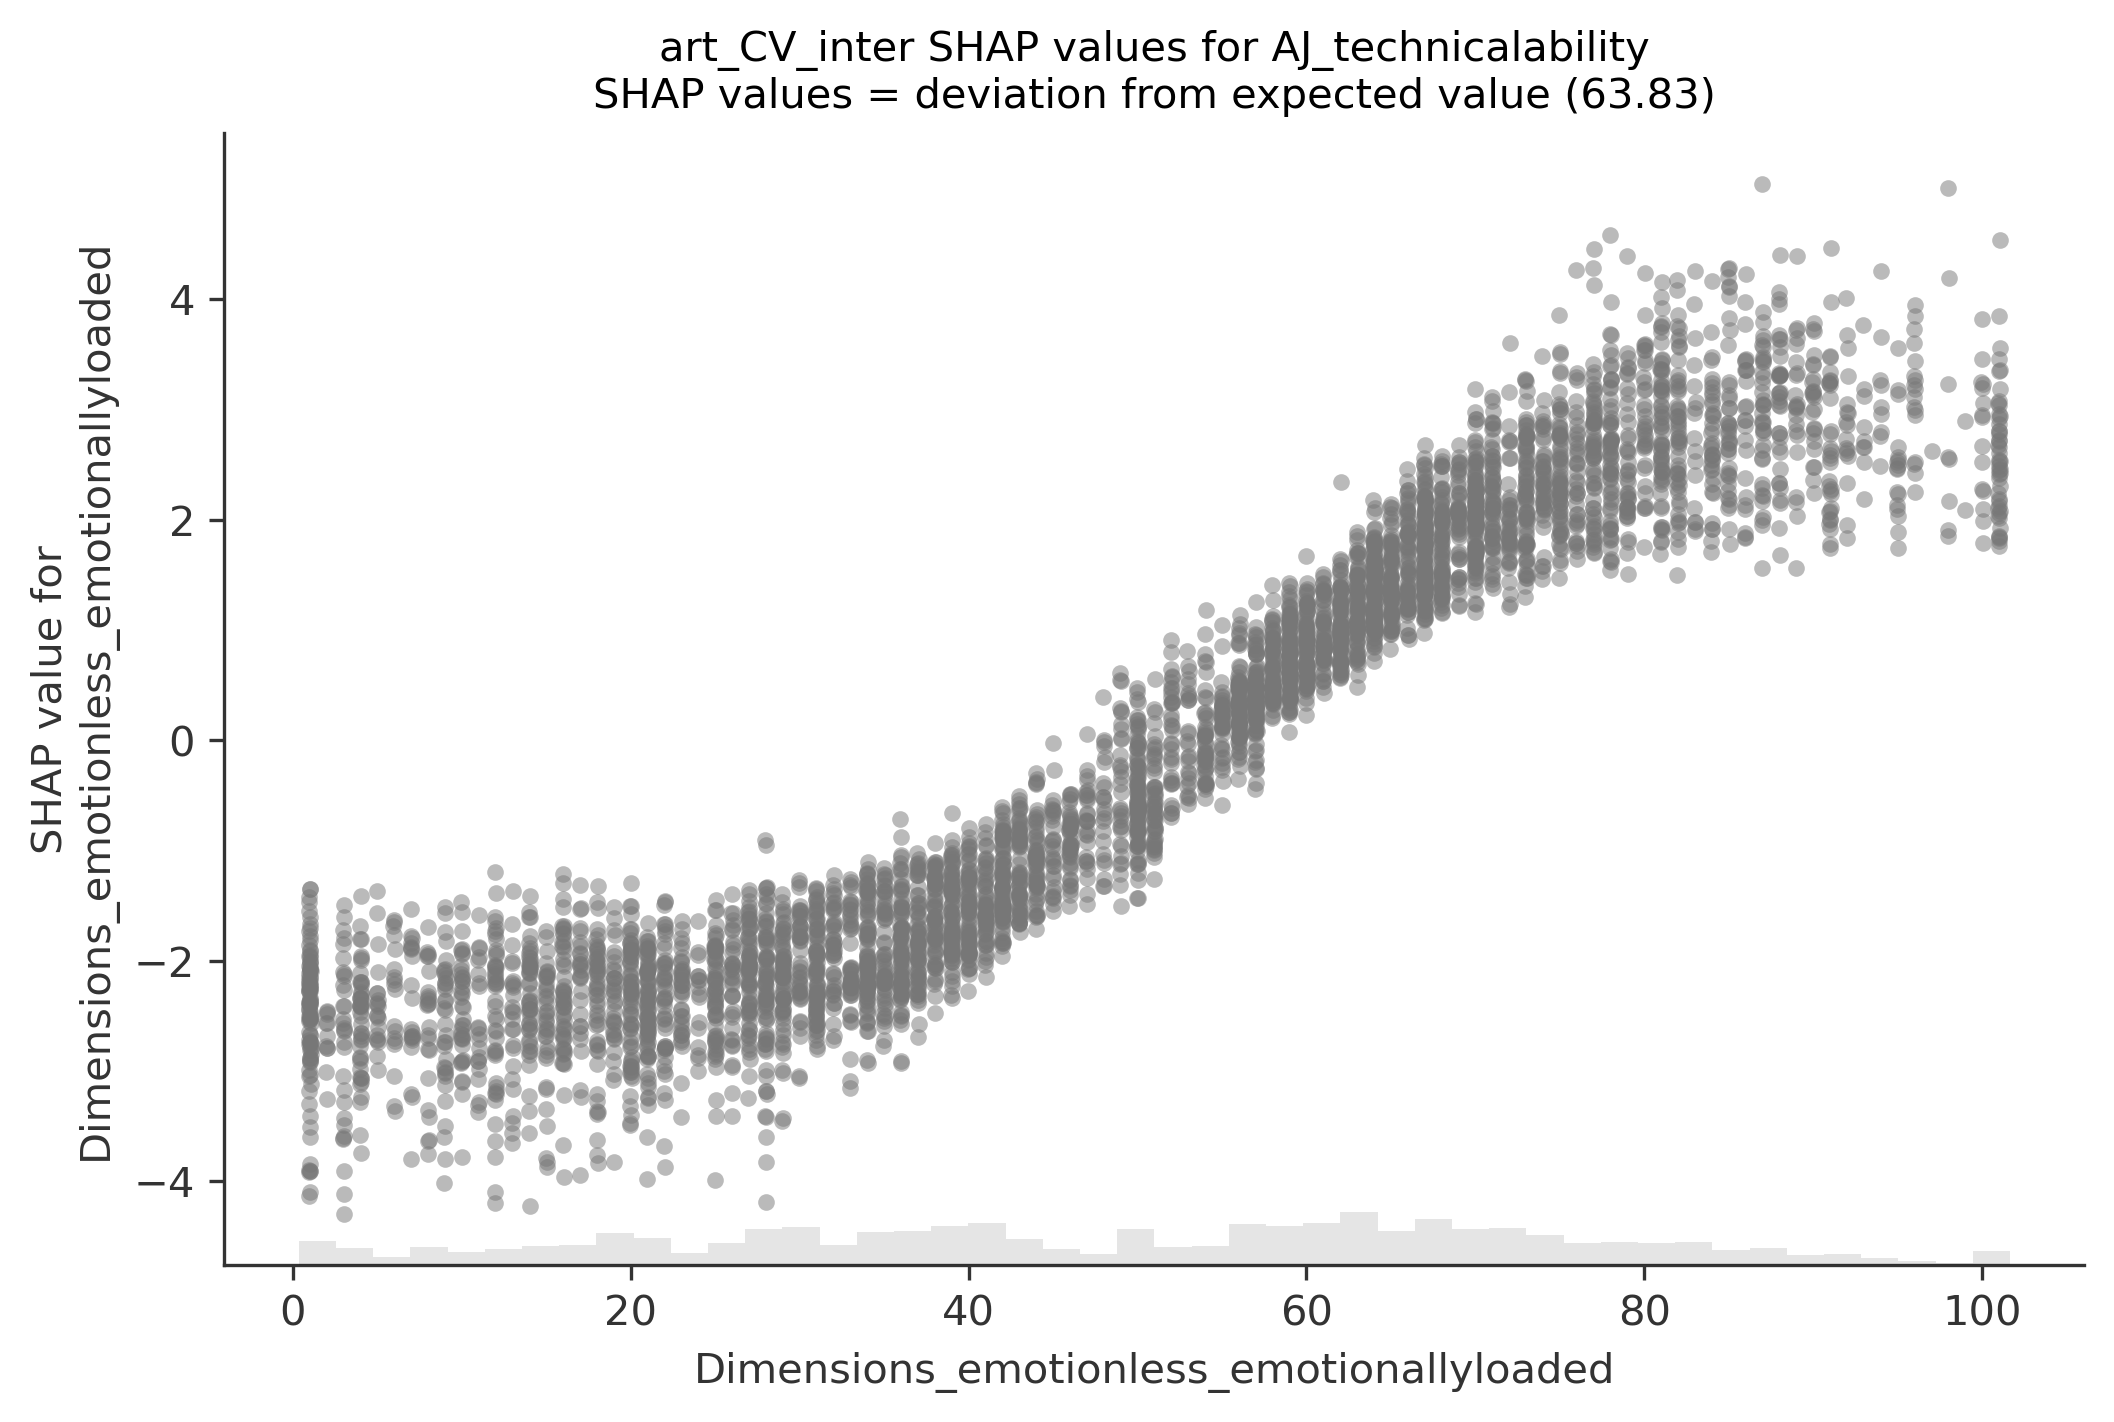 art_CV_inter SHAP values for AJ_technicalability
SHAP values = deviation from expected value (63.83)
SHAP value for
Dimensions_emotionless_emotionallyloaded
4
2
0
−2
−4
0
20
40
60
80
100
Dimensions_emotionless_emotionallyloaded